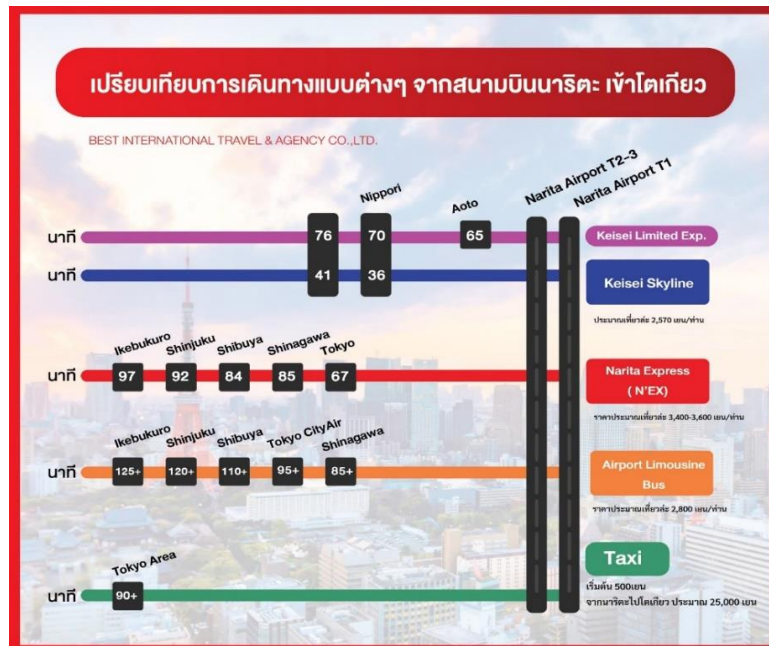 เปรียบเทียบการเดินทางแบบต่างๆ จากสนามบินนาริตะ เข้าโตเกียว
BEST INTERNATIONAL TRAVEL & AGENCY CO.,LTD.
Nippori
Aoto
Narita Airport T2-3
Narita Airport T1
นาที 76 70 65 Keisei Limited Exp.
นาที 41 36 Keisei Skyline
ประมาณเที่ยวล่ะ 2,570 เยน/ท่าน
Ikebukuro Shinjuku Shibuya Shinagawa Tokyo
นาที 97 92 84 85 67 Narita Express
( N'EX)
ราคาประมาณเที่ยวล่ะ 3,400-3,600 เยน/ท่าน
Ikebukuro Shinjuku Shibuya Tokyo CityAir Shinagawa
นาที 125+ 120+ 110+ 95+ 85+ Airport Limousine
Bus
ราคาประมาณเที่ยวล่ะ 2,800 เยน/ท่าน
Tokyo Area
นาที 90+ Taxi
เริ่มต้น 500เยน
จากนาริตะไปโตเกียว ประมาณ 25,000 เยน